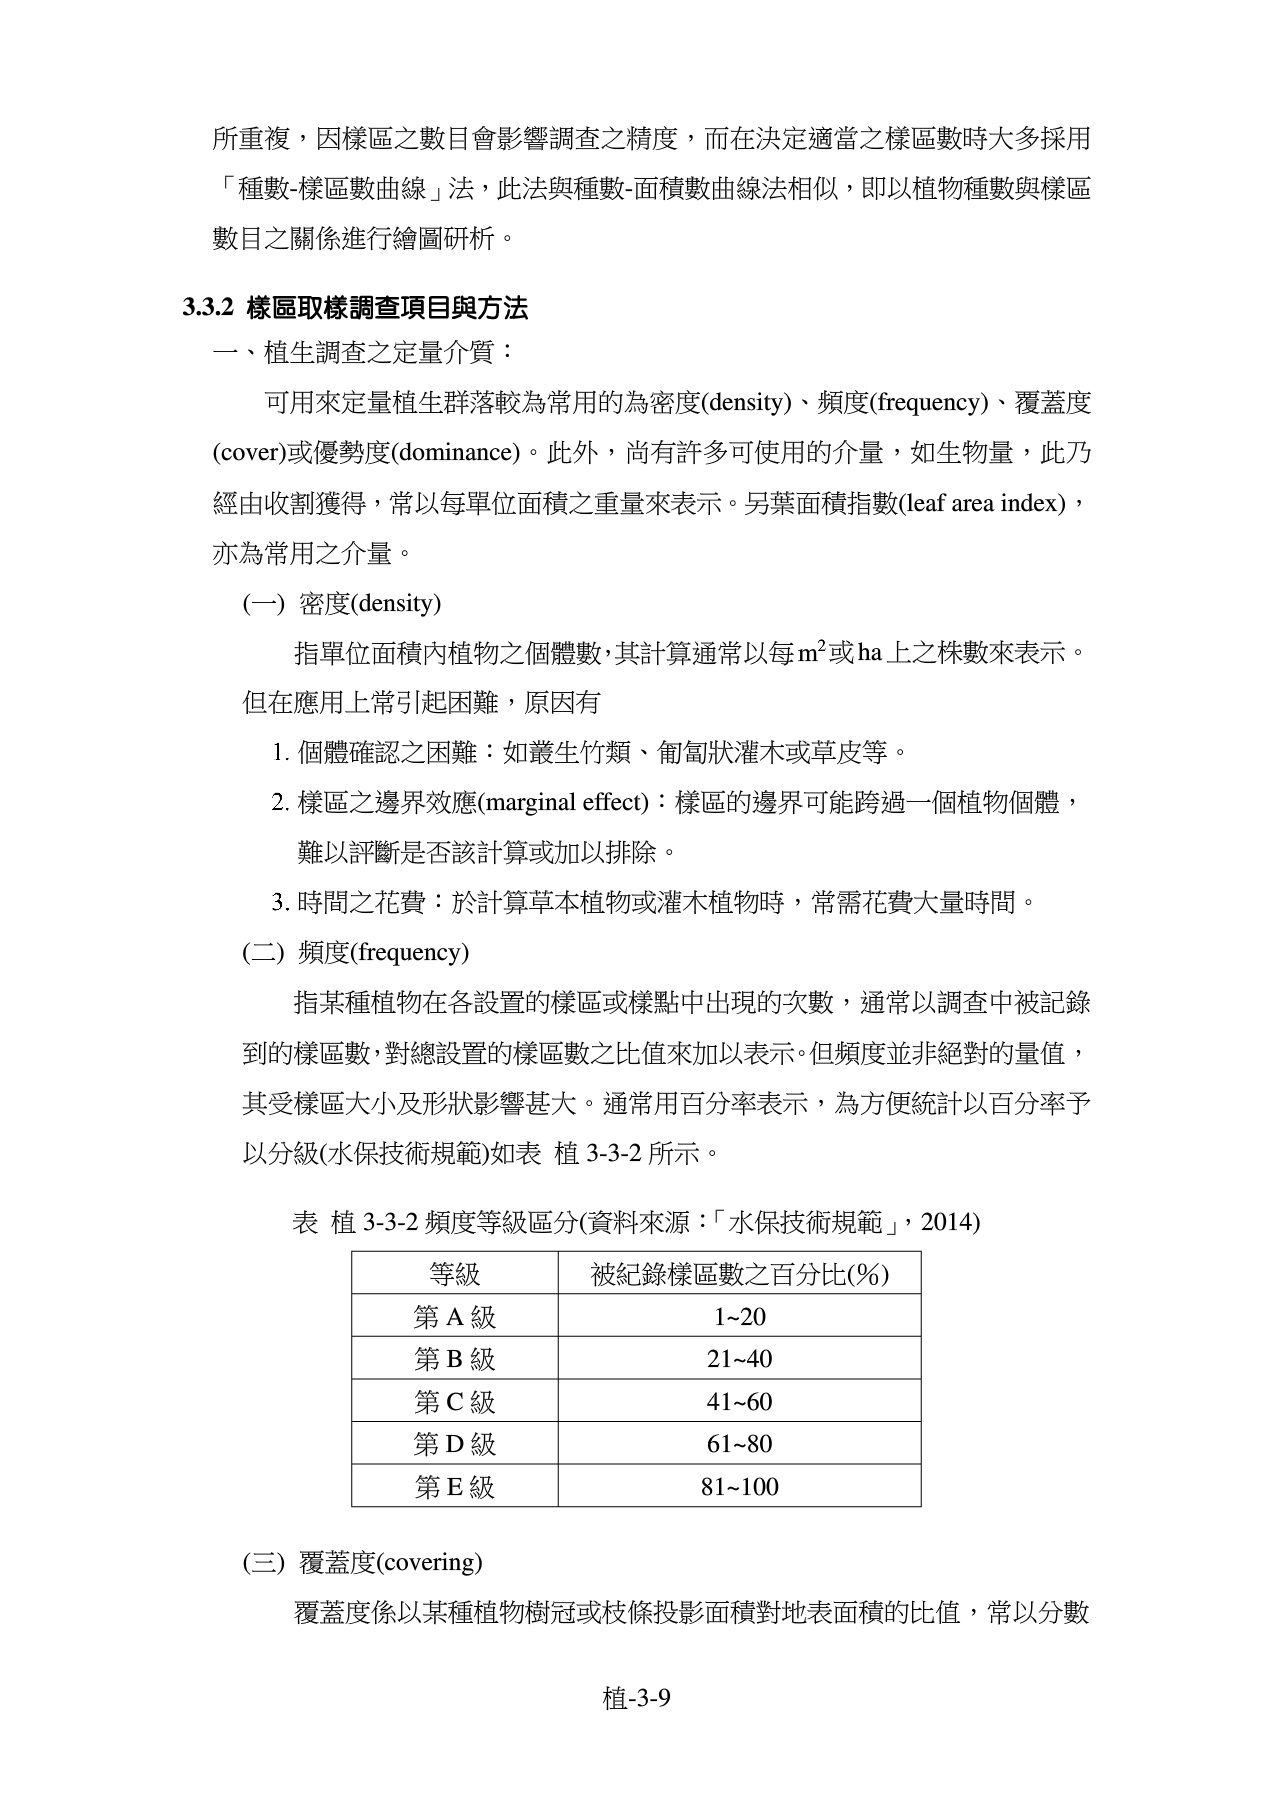 所重複，因樣區之數目會影響調查之精度，而在決定適當之樣區數時大多採用
「種數-樣區數曲線」法，此法與種數-面積數曲線法相似，即以植物種數與樣區
數目之關係進行繪圖研析。
3.3.2 樣區取樣調查項目與方法
一、植生調查之定量介質：
可用來定量植生群落較為常用的為密度(density)、頻度(frequency)、覆蓋度
(cover)或優勢度(dominance)。此外，尚有許多可使用的介量，如生物量，此乃
經由收割獲得，常以每單位面積之重量來表示。另葉面積指數(leaf area index)，
亦為常用之介量。
(一) 密度(density)
指單位面積內植物之個體數，其計算通常以每 m²或 ha 上之株數來表示。
但在應用上常引起困難，原因有
1. 個體確認之困難：如叢生竹類、匍匐狀灌木或草皮等。
2. 樣區之邊界效應(marginal effect)：樣區的邊界可能跨過一個植物個體，
難以評斷是否該計算或加以排除。
3. 時間之花費：於計算草本植物或灌木植物時，常需花費大量時間。
(二) 頻度(frequency)
指某種植物在各設置的樣區或樣點中出現的次數，通常以調查中被記錄
到的樣區數，對總設置的樣區數之比值來加以表示。但頻度並非絕對的量值，
其受樣區大小及形狀影響甚大。通常用百分率表示，為方便統計以百分率予
以分級(水保技術規範)如表 植 3-3-2 所示。
表 植 3-3-2 頻度等級區分(資料來源：「水保技術規範」，2014)
等級 被紀錄樣區數之百分比(%)
第 A 級 1~20
第 B 級 21~40
第 C 級 41~60
第 D 級 61~80
第 E 級 81~100
(三) 覆蓋度(covering)
覆蓋度係以某種植物樹冠或枝條投影面積對地表面積的比值，常以分數
植-3-9